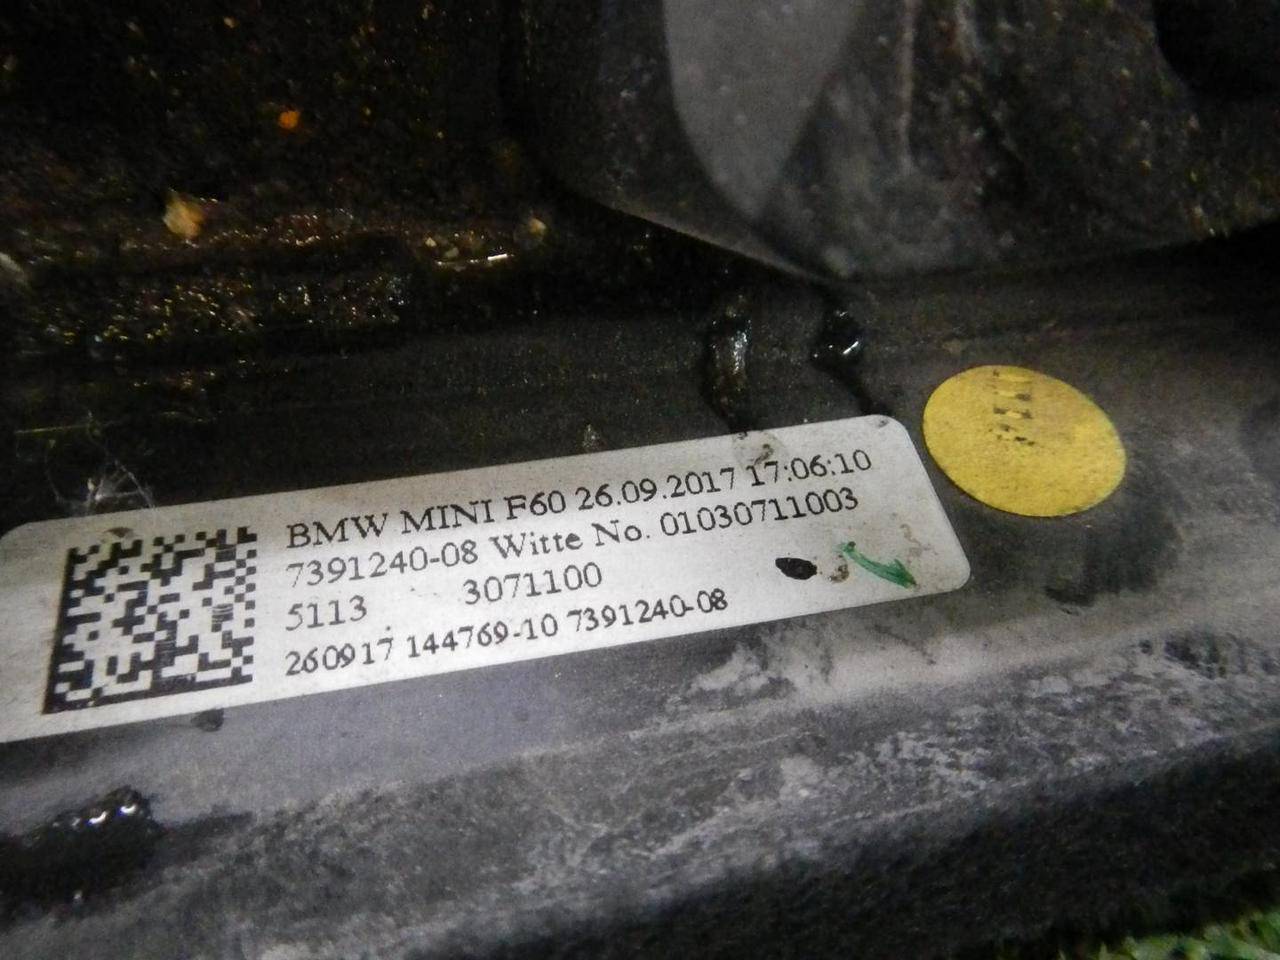 BMW MINI F60 26.09.2017 17:06:10
7391240-08 Witte No. 01030711003
5113 3071100
260917 144769-10 7391240-08